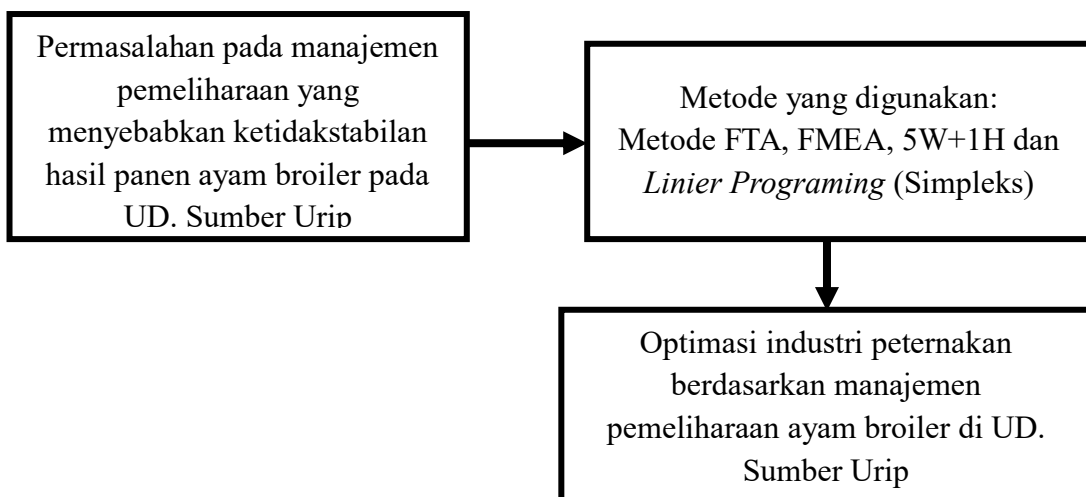 Permasalahan pada manajemen
pemeliharaan yang
menyebabkan ketidakstabilan
hasil panen ayam broiler pada
UD. Sumber Urip
Metode yang digunakan:
Metode FTA, FMEA, 5W+1H dan
Linier Programing (Simpleks)
Optimasi industri peternakan
berdasarkan manajemen
pemeliharaan ayam broiler di UD.
Sumber Urip